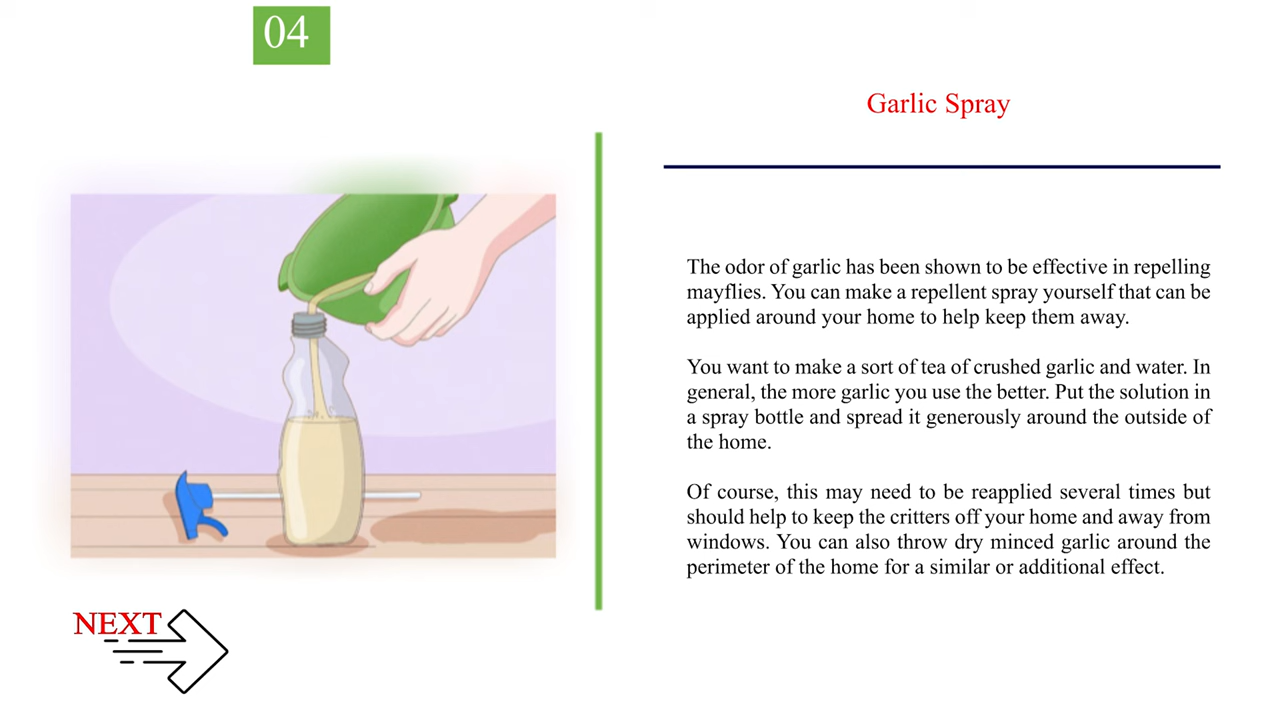 04
Garlic Spray
The odor of garlic has been shown to be effective in repelling
mayflies. You can make a repellent spray yourself that can be
applied around your home to help keep them away.
You want to make a sort of tea of crushed garlic and water. In
general, the more garlic you use the better. Put the solution in
a spray bottle and spread it generously around the outside of
the home.
Of course, this may need to be reapplied several times but
should help to keep the critters off your home and away from
windows. You can also throw dry minced garlic around the
perimeter of the home for a similar or additional effect.
NEXT